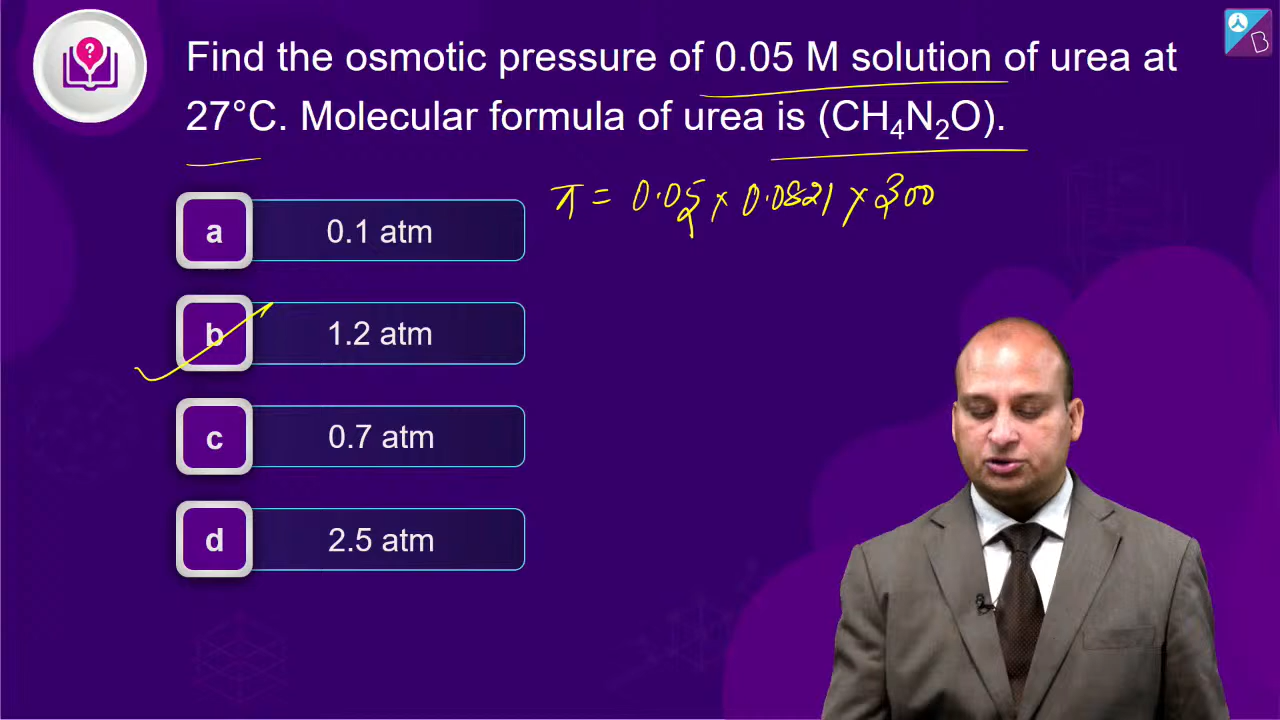 Find the osmotic pressure of 0.05 M solution of urea at
27°C. Molecular formula of urea is (CH₄N₂O).
π = 0.05 × 0.0821 × 300
a 0.1 atm
b 1.2 atm
c 0.7 atm
d 2.5 atm
?
B